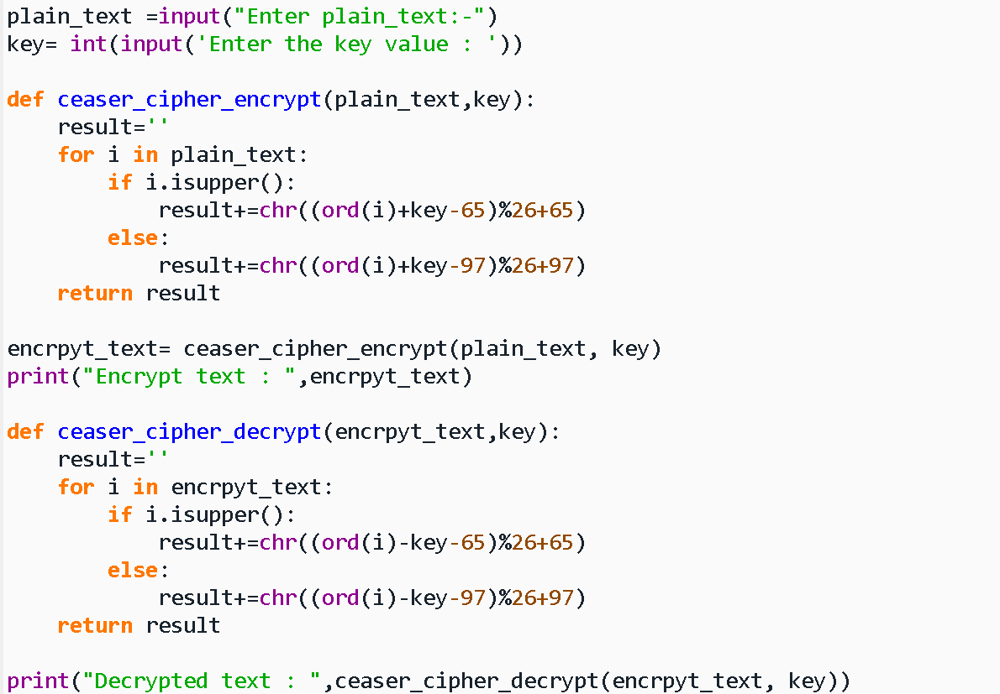 plain_text =input("Enter plain_text:-")
key= int(input('Enter the key value : '))

def ceaser_cipher_encrypt(plain_text,key):
    result=''
    for i in plain_text:
        if i.isupper():
            result+=chr((ord(i)+key-65)%26+65)
        else:
            result+=chr((ord(i)+key-97)%26+97)
    return result

encrpyt_text= ceaser_cipher_encrypt(plain_text, key)
print("Encrypt text : ",encrpyt_text)

def ceaser_cipher_decrypt(encrpyt_text,key):
    result=''
    for i in encrpyt_text:
        if i.isupper():
            result+=chr((ord(i)-key-65)%26+65)
        else:
            result+=chr((ord(i)-key-97)%26+97)
    return result

print("Decrypted text : ",ceaser_cipher_decrypt(encrpyt_text, key))